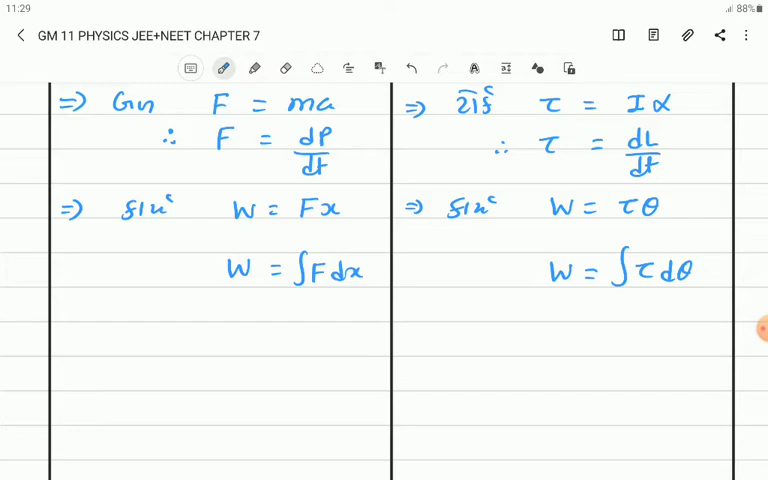 11:29
88%
GM 11 PHYSICS JEE+NEET CHAPTER 7
⇒ બળ F = ma
∴ F = dP/dt
⇒ કાર્ય W = Fx
W = ∫F dx
⇒ ટોર્ક τ = Iα
∴ τ = dL/dt
⇒ કાર્ય W = τθ
W = ∫τ dθ